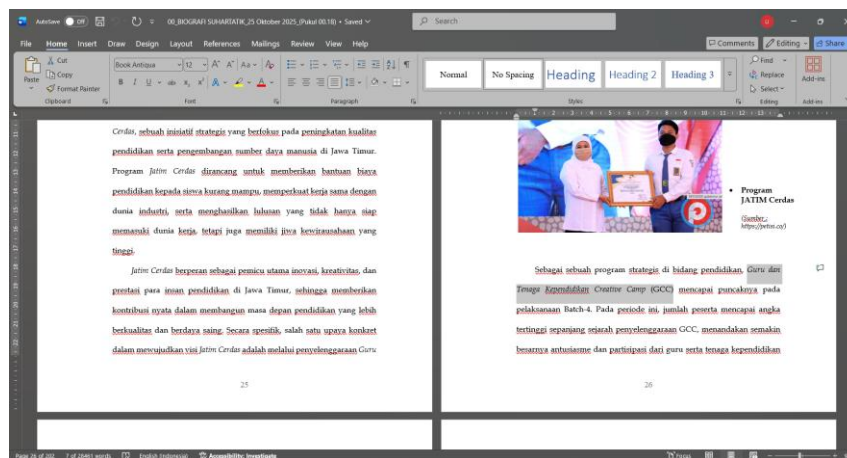 AutoSave Off 00_BIOGRAFI SUHARTATIK_25 Oktober 2025_(Pukul 00.18) • Saved Search
File Home Insert Draw Design Layout References Mailings Review View Help Comments Editing Share
Paste Cut Copy Format Painter
Book Antiqua 12
Normal No Spacing Heading Heading 2 Heading 3
Find Replace Select Add-ins
Clipboard Font Paragraph Styles Editing Add-ins
Cerdas, sebuah inisiatif strategis yang berfokus pada peningkatan kualitas
pendidikan serta pengembangan sumber daya manusia di Jawa Timur.
Program Jatim Cerdas dirancang untuk memberikan bantuan biaya
pendidikan kepada siswa kurang mampu, memperkuat kerja sama dengan
dunia industri, serta menghasilkan lulusan yang tidak hanya siap
memasuki dunia kerja, tetapi juga memiliki jiwa kewirausahaan yang
tinggi.
Jatim Cerdas berperan sebagai pemicu utama inovasi, kreativitas, dan
prestasi para insan pendidikan di Jawa Timur, sehingga memberikan
kontribusi nyata dalam membangun masa depan pendidikan yang lebih
berkualitas dan berdaya saing. Secara spesifik, salah satu upaya konkret
dalam mewujudkan visi Jatim Cerdas adalah melalui penyelenggaraan Guru
25
• Program
JATIM Cerdas
(Sumber :
https://petisi.co/)
Sebagai sebuah program strategis di bidang pendidikan, Guru dan
Tenaga Kependidikan Creative Camp (GCC) mencapai puncaknya pada
pelaksanaan Batch-4. Pada periode ini, jumlah peserta mencapai angka
tertinggi sepanjang sejarah penyelenggaraan GCC, menandakan semakin
besarnya antusiasme dan partisipasi dari guru serta tenaga kependidikan
26
Page 26 of 202 7 of 28461 words English (Indonesia) Accessibility: Investigate Focus